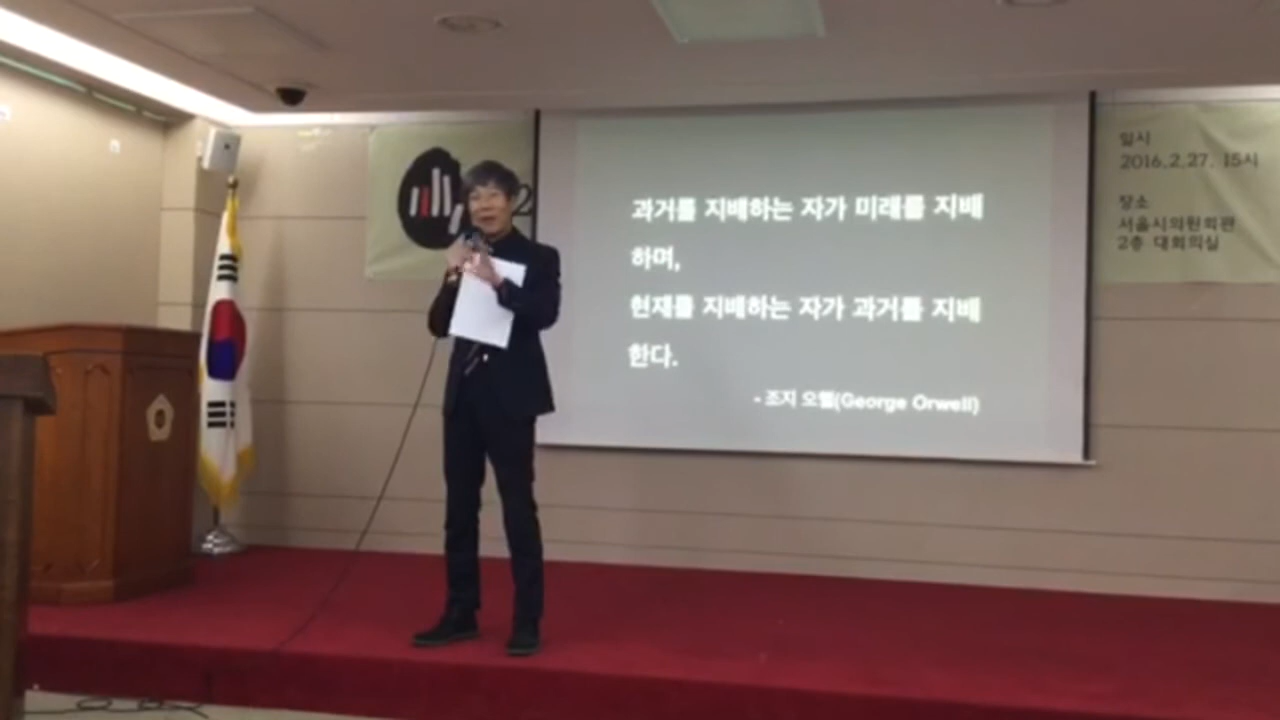 과거를 지배하는 자가 미래를 지배
하며,
현재를 지배하는 자가 과거를 지배
한다.
- 조지 오웰(George Orwell)
2
일시
2016.2.27. 15시
장소
서울시의원회관
2층 대회의실